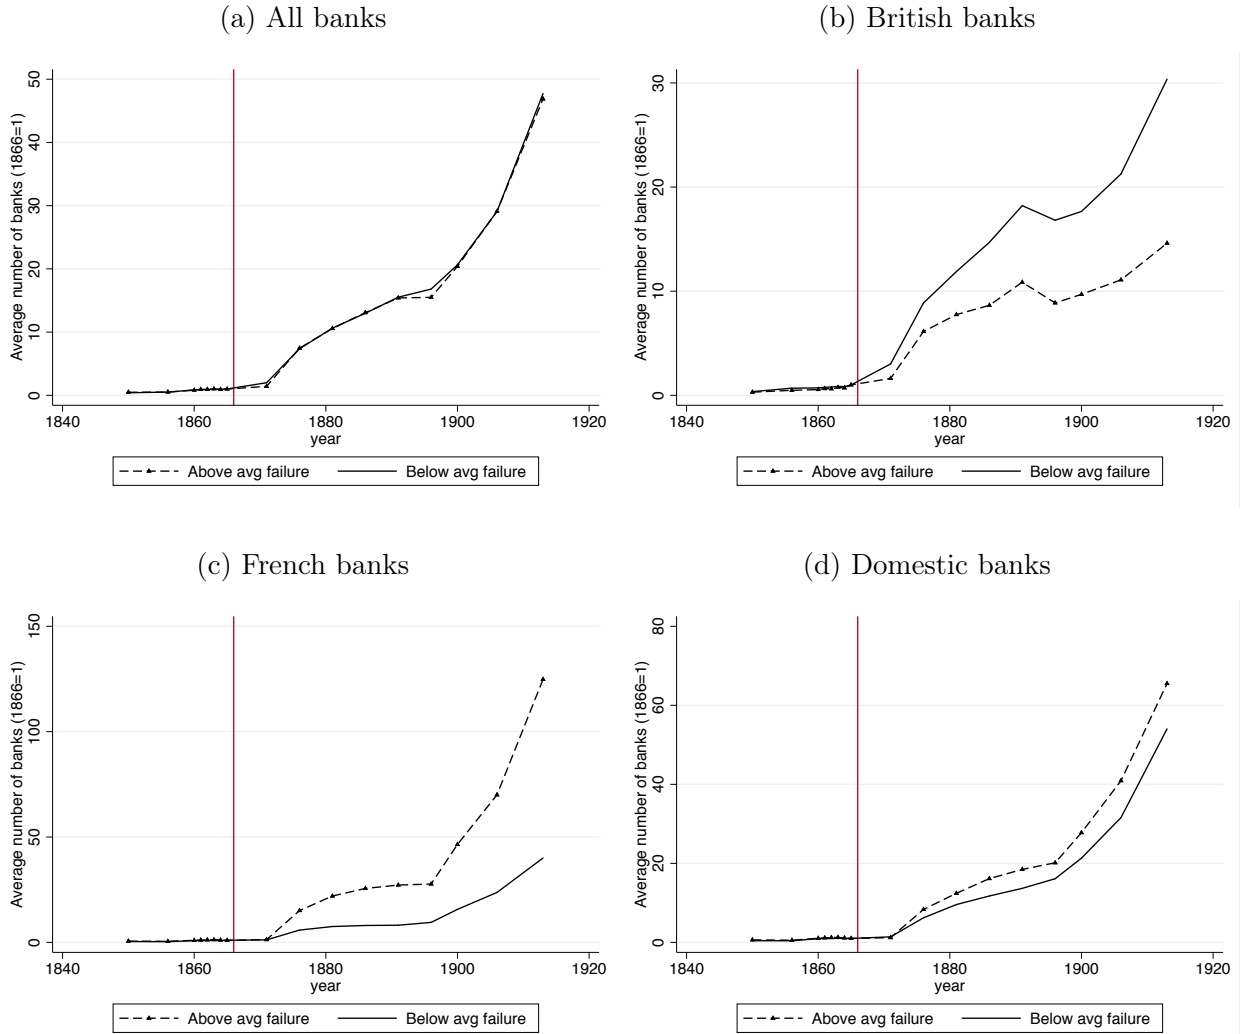 (a) All banks
Average number of banks (1866=1)
50
40
30
20
10
0
1840 1860 1880 1900 1920
year
Above avg failure Below avg failure
(b) British banks
Average number of banks (1866=1)
30
20
10
0
1840 1860 1880 1900 1920
year
Above avg failure Below avg failure
(c) French banks
Average number of banks (1866=1)
150
100
50
0
1840 1860 1880 1900 1920
year
Above avg failure Below avg failure
(d) Domestic banks
Average number of banks (1866=1)
80
60
40
20
0
1840 1860 1880 1900 1920
year
Above avg failure Below avg failure